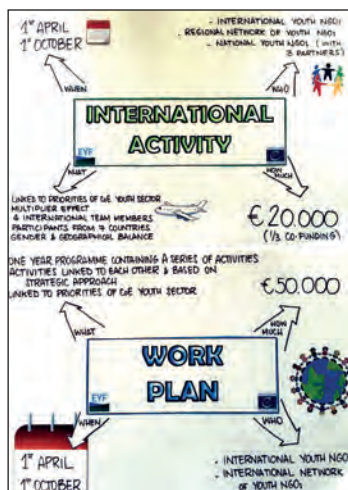 1ST APRIL
1ST OCTOBER
- INTERNATIONAL YOUTH NGOs
- REGIONAL NETWORK OF YOUTH NGOs
- NATIONAL YOUTH NGOs (WITH
3 PARTNERS)
WHEN
WHO
INTERNATIONAL
ACTIVITY
EYF
WHAT
HOW
MUCH
LINKED TO PRIORITIES OF CoE YOUTH SECTOR
MULTIPLIER EFFECT
4 INTERNATIONAL TEAM MEMBERS
PARTICIPANTS FROM 7 COUNTRIES
GENDER & GEOGRAPHICAL BALANCE
€20.000
(1/3 CO-FUNDING)
ONE YEAR PROGRAMME CONTAINING A SERIES OF ACTIVITIES
ACTIVITIES LINKED TO EACH OTHER & BASED ON
STRATEGIC APPROACH
LINKED TO PRIORITIES OF CoE YOUTH SECTOR
€50.000
WHAT
HOW
MUCH
WORK
PLAN
EYF
WHEN
WHO
1ST APRIL
1ST OCTOBER
- INTERNATIONAL YOUTH NGOs
- INTERNATIONAL NETWORK
OF YOUTH NGOs